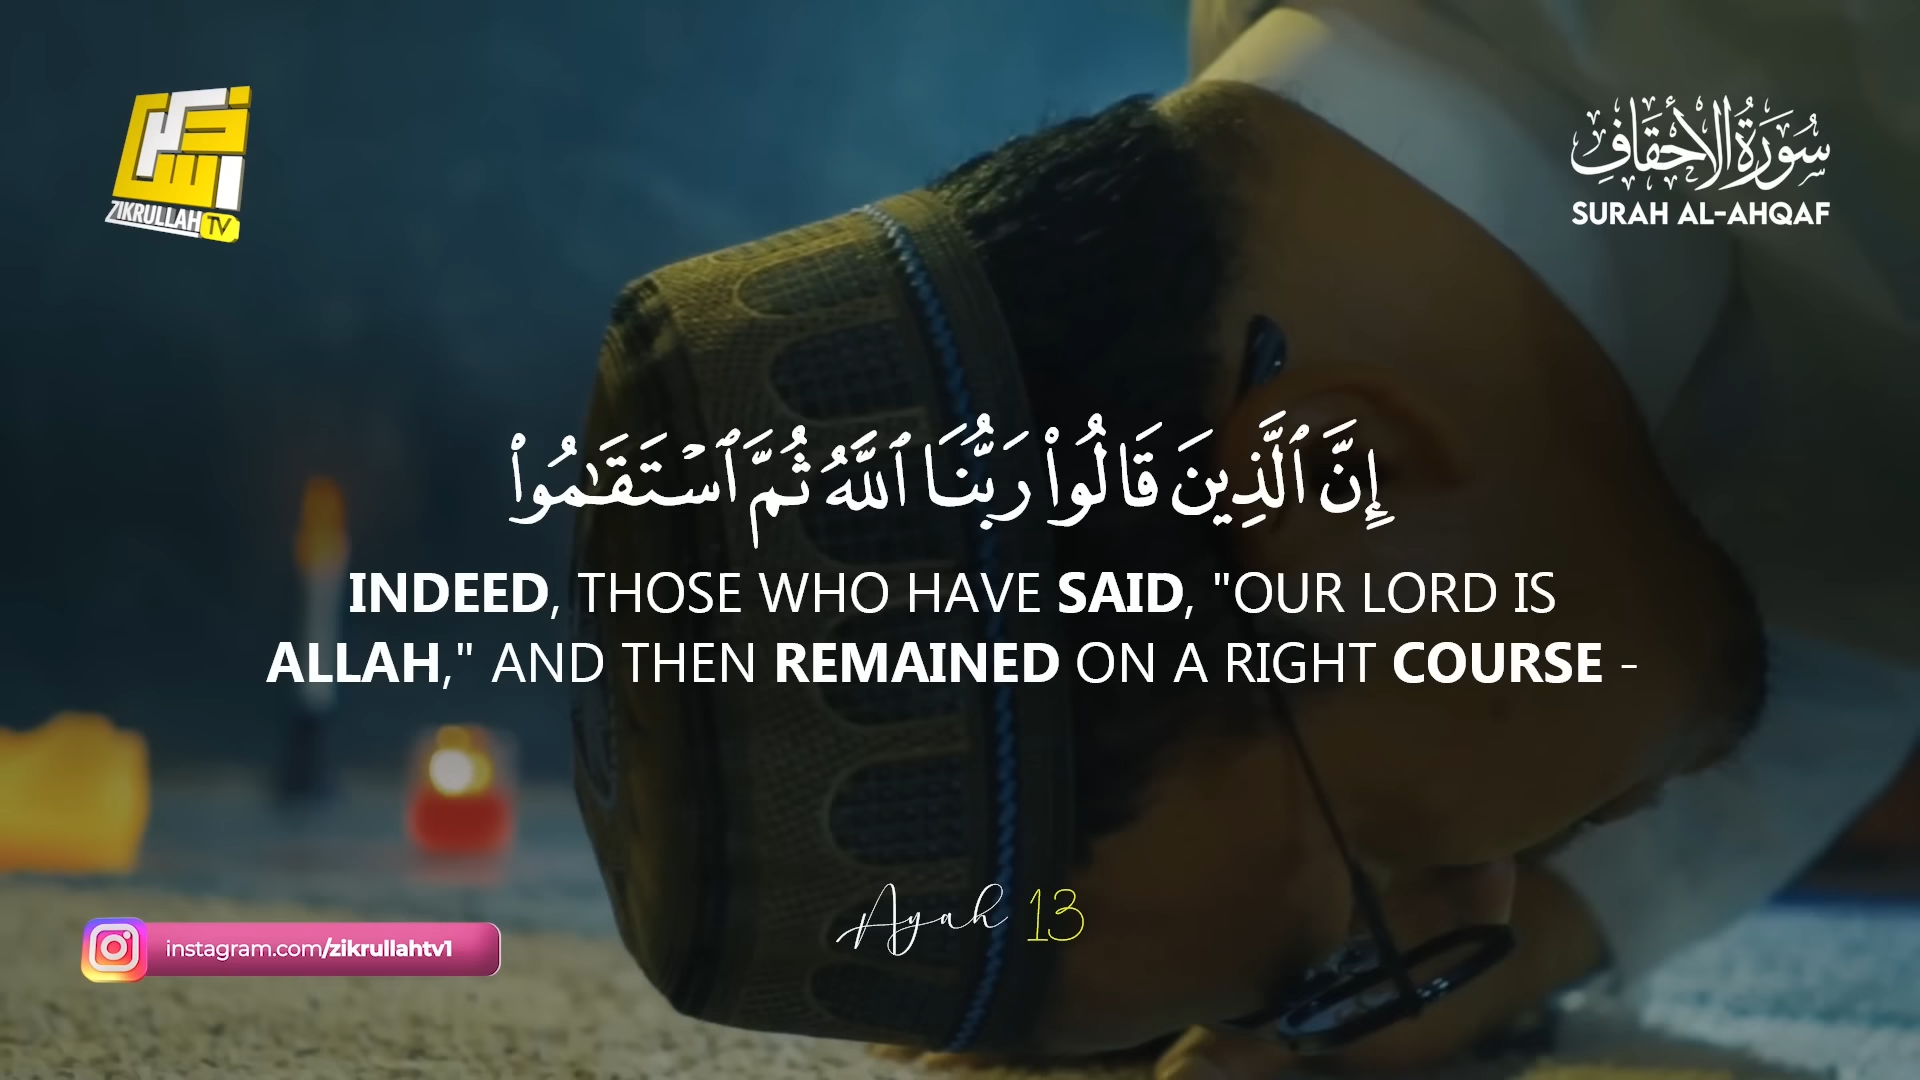 ZIKRULLAH TV
سُورَةُ الأَحْقَافِ
SURAH AL-AHQAF
إِنَّ ٱلَّذِينَ قَالُوا۟ رَبُّنَا ٱللَّهُ ثُمَّ ٱسْتَقَٰمُوا۟
INDEED, THOSE WHO HAVE SAID, "OUR LORD IS
ALLAH," AND THEN REMAINED ON A RIGHT COURSE -
Ayah 13
instagram.com/zikrullahtv1